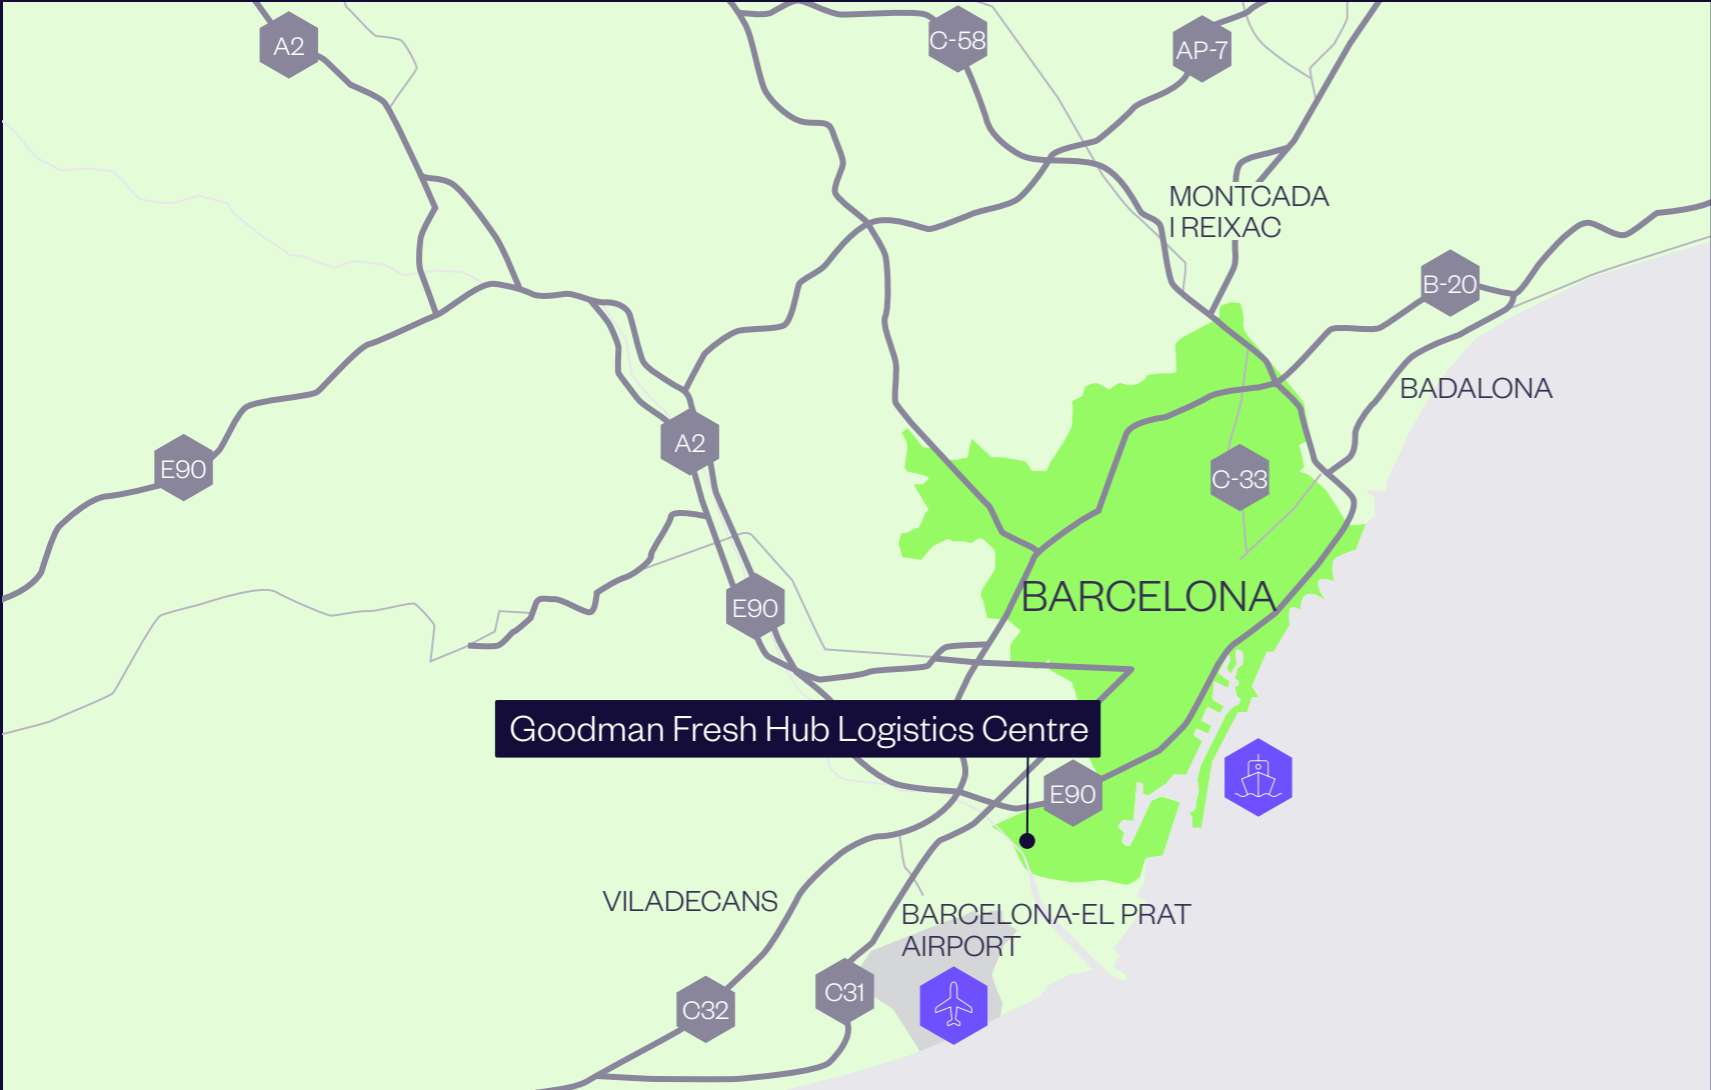 A2
C-58
AP-7
MONTCADA
I REIXAC
B-20
BADALONA
A2
E90
C-33
E90
BARCELONA
Goodman Fresh Hub Logistics Centre
E90
VILADECANS
BARCELONA-EL PRAT
AIRPORT
C31
C32